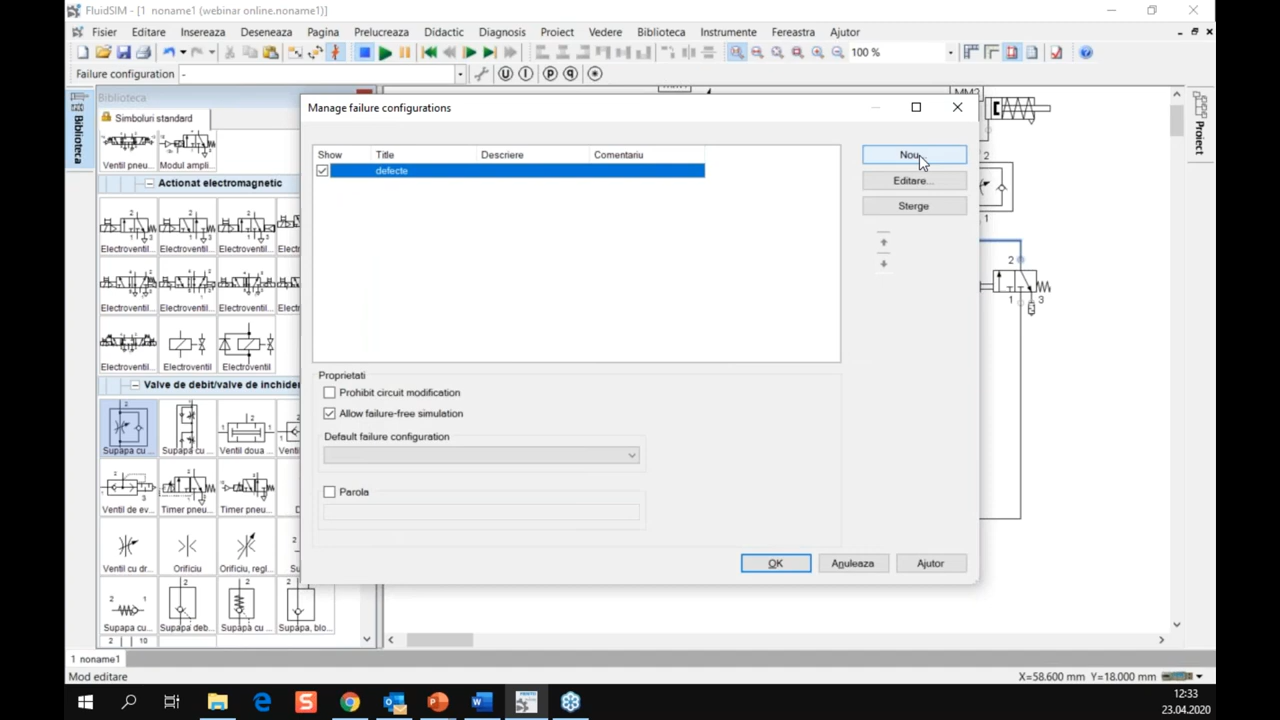 FluidSIM - [1 noname1 (webinar online.noname1)]
Fisier Editare Insereaza Deseneaza Pagina Prelucreaza Didactic Diagnosis Proiect Vedere Biblioteca Instrumente Fereastra Ajutor
100 %
Failure configuration -
Biblioteca
Biblioteca
Proiect
Simboluri standard
Ventil pneu... Modul ampli...
Actionat electromagnetic
Electroventil... Electroventil... Electroventil...
Electroventil... Electroventil... Electroventil...
Electroventil... Electroventil Electroventil
Valve de debit/valve de inchider
Supapa cu ... Supapa cu ... Ventil doua ...
Ventil de ev... Timer pneu... Timer pneu...
Ventil cu dr... Orificiu Orificiu, regl...
Supapa cu... Supapa deb... Supapa cu ... Supapa, blo...
Manage failure configurations
Show Title Descriere Comentariu
defecte
Nou...
Editare...
Sterge
Proprietati
Prohibit circuit modification
Allow failure-free simulation
Default failure configuration
Parola
OK Anuleaza Ajutor
2
1
2
1 3
1 noname1
Mod editare
X=58.600 mm Y=18.000 mm
12:33
23.04.2020